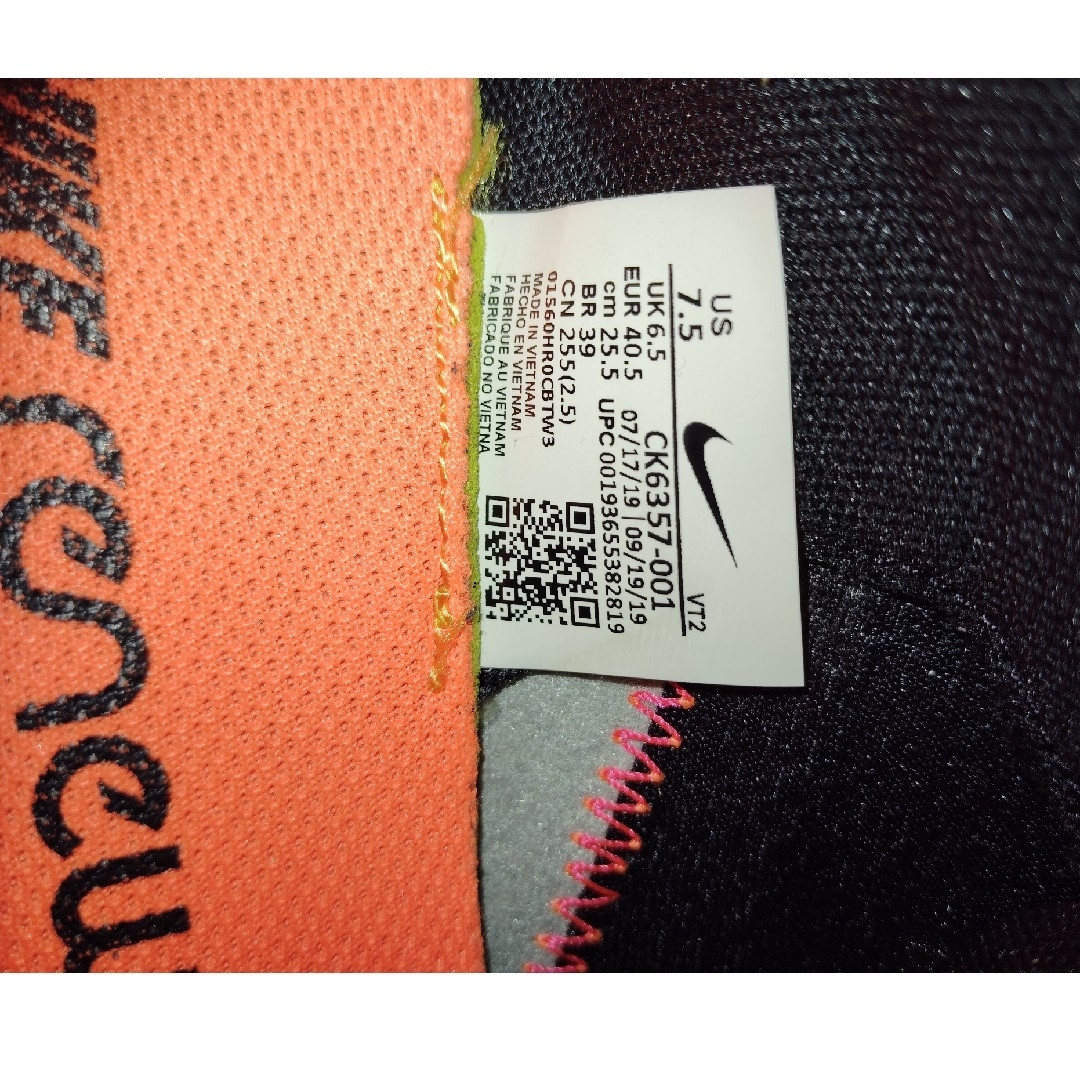 US
7.5
VT2
UK 6.5 CK6357-001
EUR 40.5 07/17/19 | 09/19/19
cm 25.5 UPC 00193655382819
BR 39
CN 255(2.5)
01560HR0CBTW3
MADE IN VIETNAM
HECHO EN VIETNAM
FABRIQUE AU VIETNAM
FABRICADO NO VIETNA
NIKE
renew